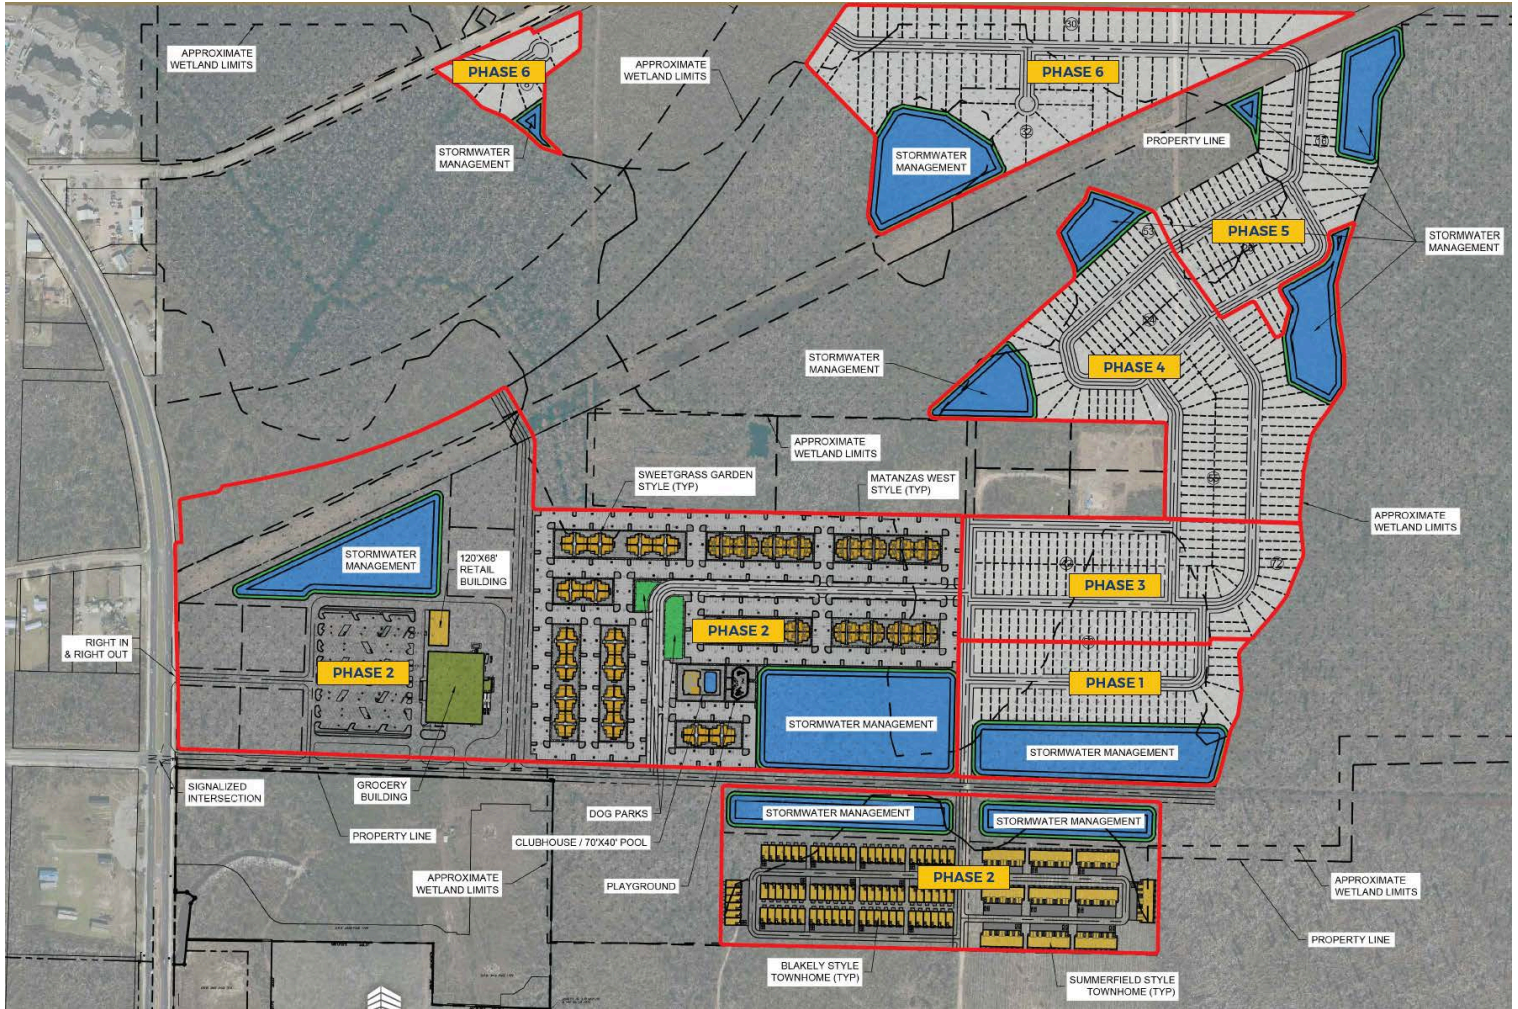 APPROXIMATE
WETLAND LIMITS
PHASE 6
STORMWATER
MANAGEMENT
APPROXIMATE
WETLAND LIMITS
30
PHASE 6
STORMWATER
MANAGEMENT
PROPERTY LINE
PHASE 5
STORMWATER
MANAGEMENT
53
PHASE 4
STORMWATER
MANAGEMENT
APPROXIMATE
WETLAND LIMITS
SWEETGRASS GARDEN
STYLE (TYP)
MATANZAS WEST
STYLE (TYP)
APPROXIMATE
WETLAND LIMITS
STORMWATER
MANAGEMENT
120'X68'
RETAIL
BUILDING
PHASE 3
RIGHT IN
& RIGHT OUT
PHASE 2
PHASE 2
PHASE 1
STORMWATER MANAGEMENT
STORMWATER MANAGEMENT
SIGNALIZED
INTERSECTION
GROCERY
BUILDING
DOG PARKS
STORMWATER MANAGEMENT
STORMWATER MANAGEMENT
PROPERTY LINE
CLUBHOUSE / 70'X40' POOL
APPROXIMATE
WETLAND LIMITS
PLAYGROUND
PHASE 2
APPROXIMATE
WETLAND LIMITS
PROPERTY LINE
BLAKELY STYLE
TOWNHOME (TYP)
SUMMERFIELD STYLE
TOWNHOME (TYP)